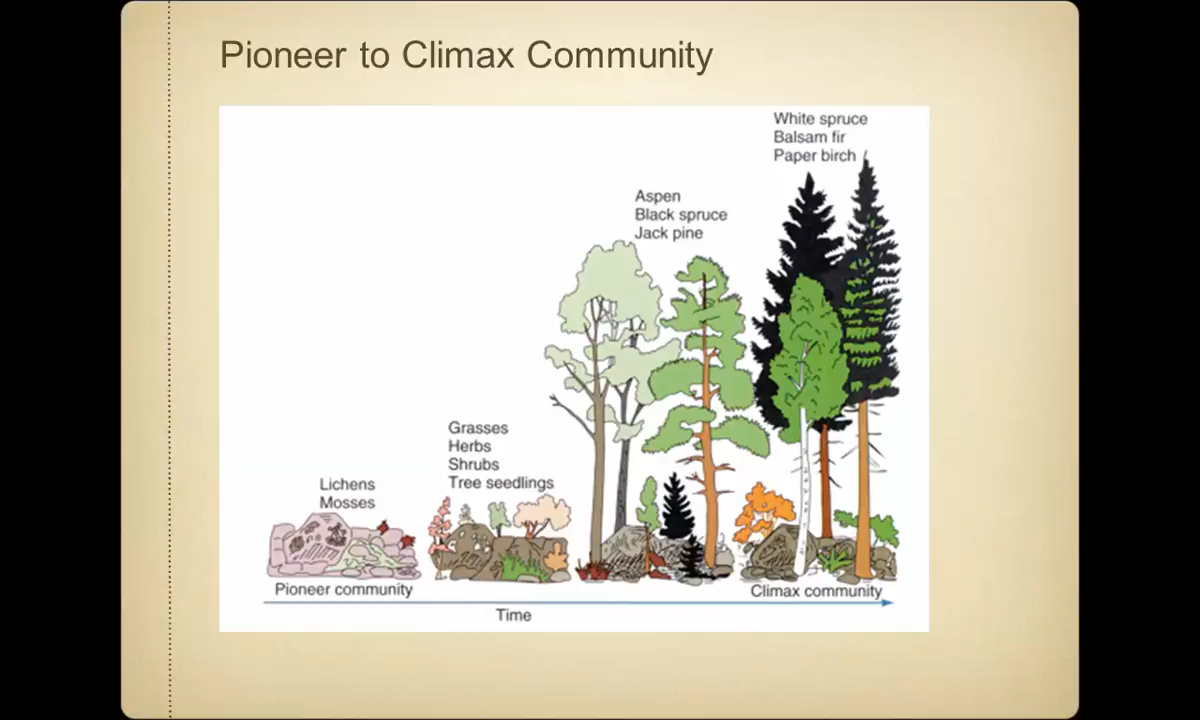 Pioneer to Climax Community
White spruce
Balsam fir
Paper birch
Aspen
Black spruce
Jack pine
Grasses
Herbs
Shrubs
Tree seedlings
Lichens
Mosses
Pioneer community
Climax community
Time